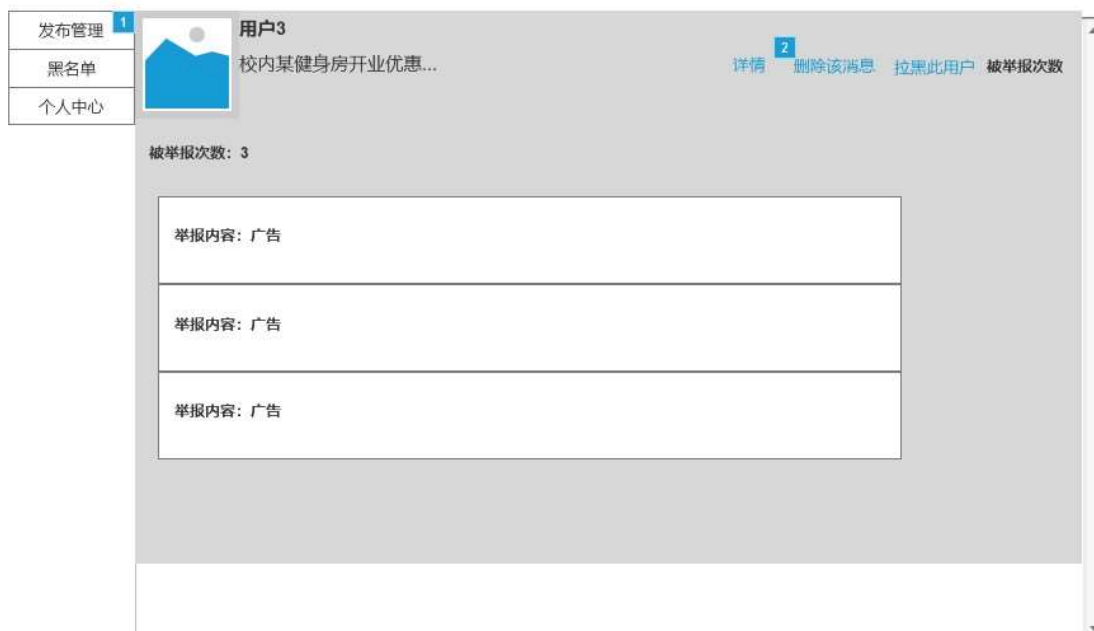 发布管理 1
黑名单
个人中心
用户3
校内某健身房开业优惠...
详情 2 删除该消息 拉黑此用户 被举报次数
被举报次数：3
举报内容：广告
举报内容：广告
举报内容：广告